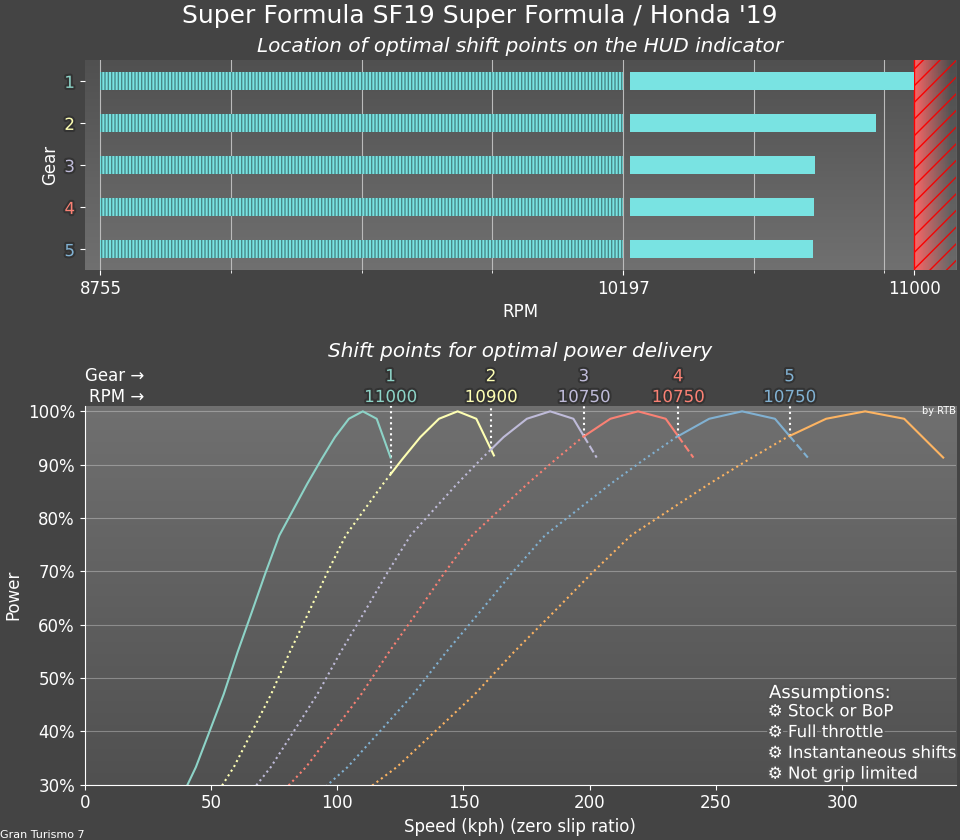 Super Formula SF19 Super Formula / Honda '19
Location of optimal shift points on the HUD indicator
Gear
1
2
3
4
5
8755 10197 11000
RPM
Shift points for optimal power delivery
Gear → 1 2 3 4 5
RPM → 11000 10900 10750 10750 10750
by RTB
Power
100%
90%
80%
70%
60%
50%
40%
30%
Assumptions:
⚙ Stock or BoP
⚙ Full throttle
⚙ Instantaneous shifts
⚙ Not grip limited
0 50 100 150 200 250 300
Speed (kph) (zero slip ratio)
Gran Turismo 7